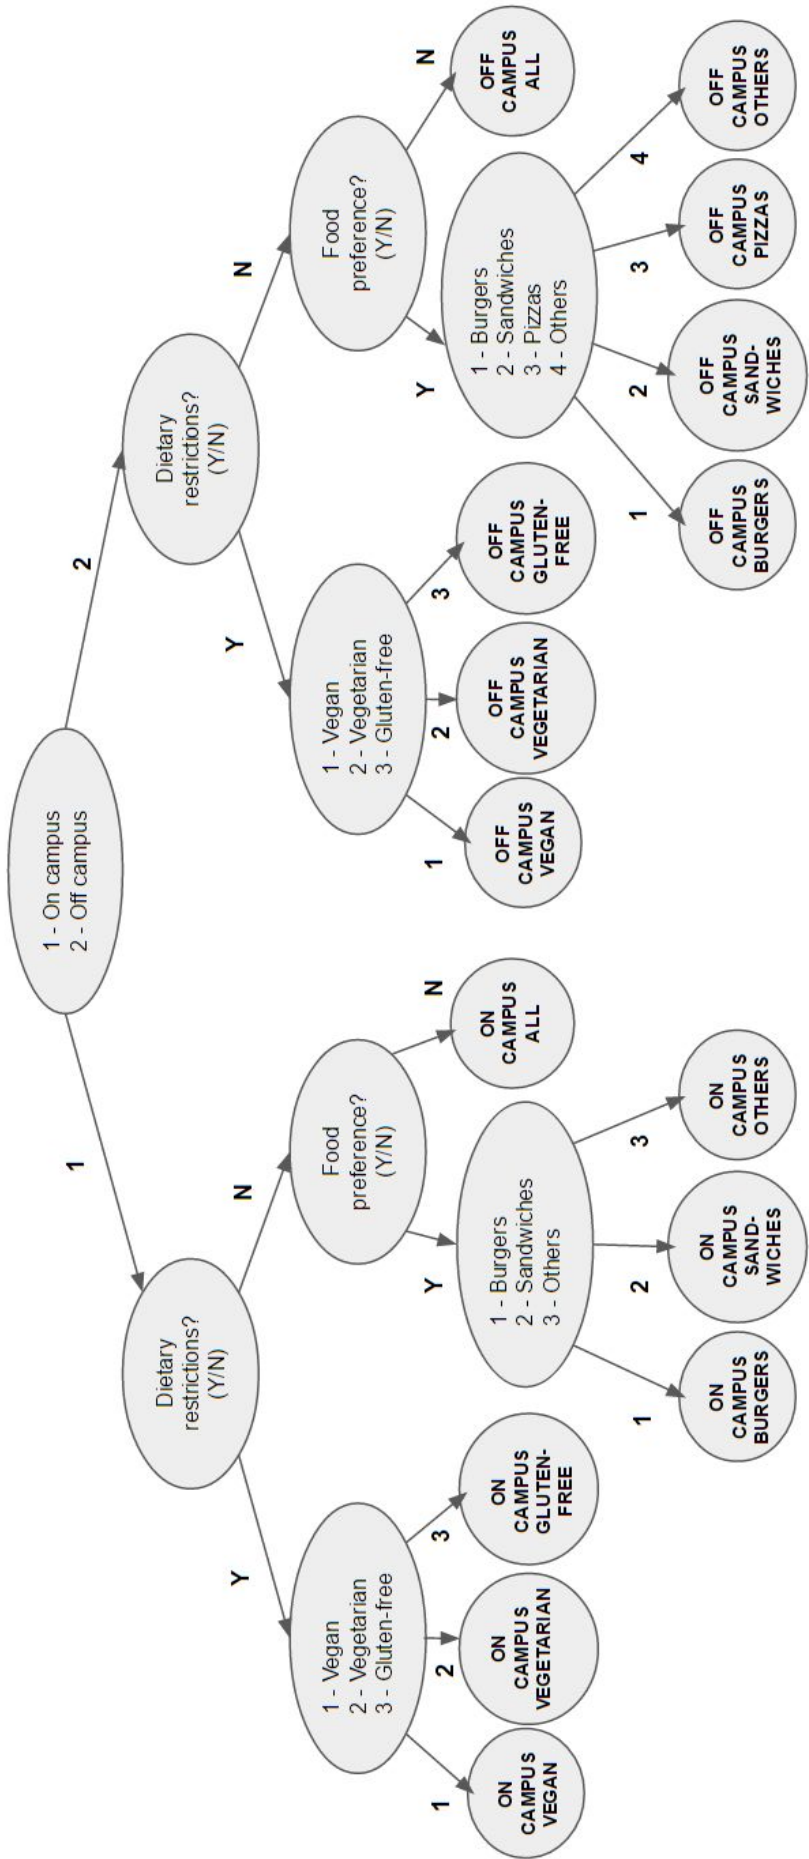 1 - On campus
2 - Off campus
1
2
Dietary
restrictions?
(Y/N)
Dietary
restrictions?
(Y/N)
Y
N
Y
N
1 - Vegan
2 - Vegetarian
3 - Gluten-free
Food
preference?
(Y/N)
1 - Vegan
2 - Vegetarian
3 - Gluten-free
Food
preference?
(Y/N)
1
2
3
Y
N
1
2
3
Y
N
ON
CAMPUS
VEGAN
ON
CAMPUS
VEGETARIAN
ON
CAMPUS
GLUTEN-
FREE
1 - Burgers
2 - Sandwiches
3 - Others
ON
CAMPUS
ALL
OFF
CAMPUS
VEGAN
OFF
CAMPUS
VEGETARIAN
OFF
CAMPUS
GLUTEN-
FREE
1 - Burgers
2 - Sandwiches
3 - Pizzas
4 - Others
OFF
CAMPUS
ALL
1
2
3
1
2
3
4
ON
CAMPUS
BURGERS
ON
CAMPUS
SAND-
WICHES
ON
CAMPUS
OTHERS
OFF
CAMPUS
BURGERS
OFF
CAMPUS
SAND-
WICHES
OFF
CAMPUS
PIZZAS
OFF
CAMPUS
OTHERS